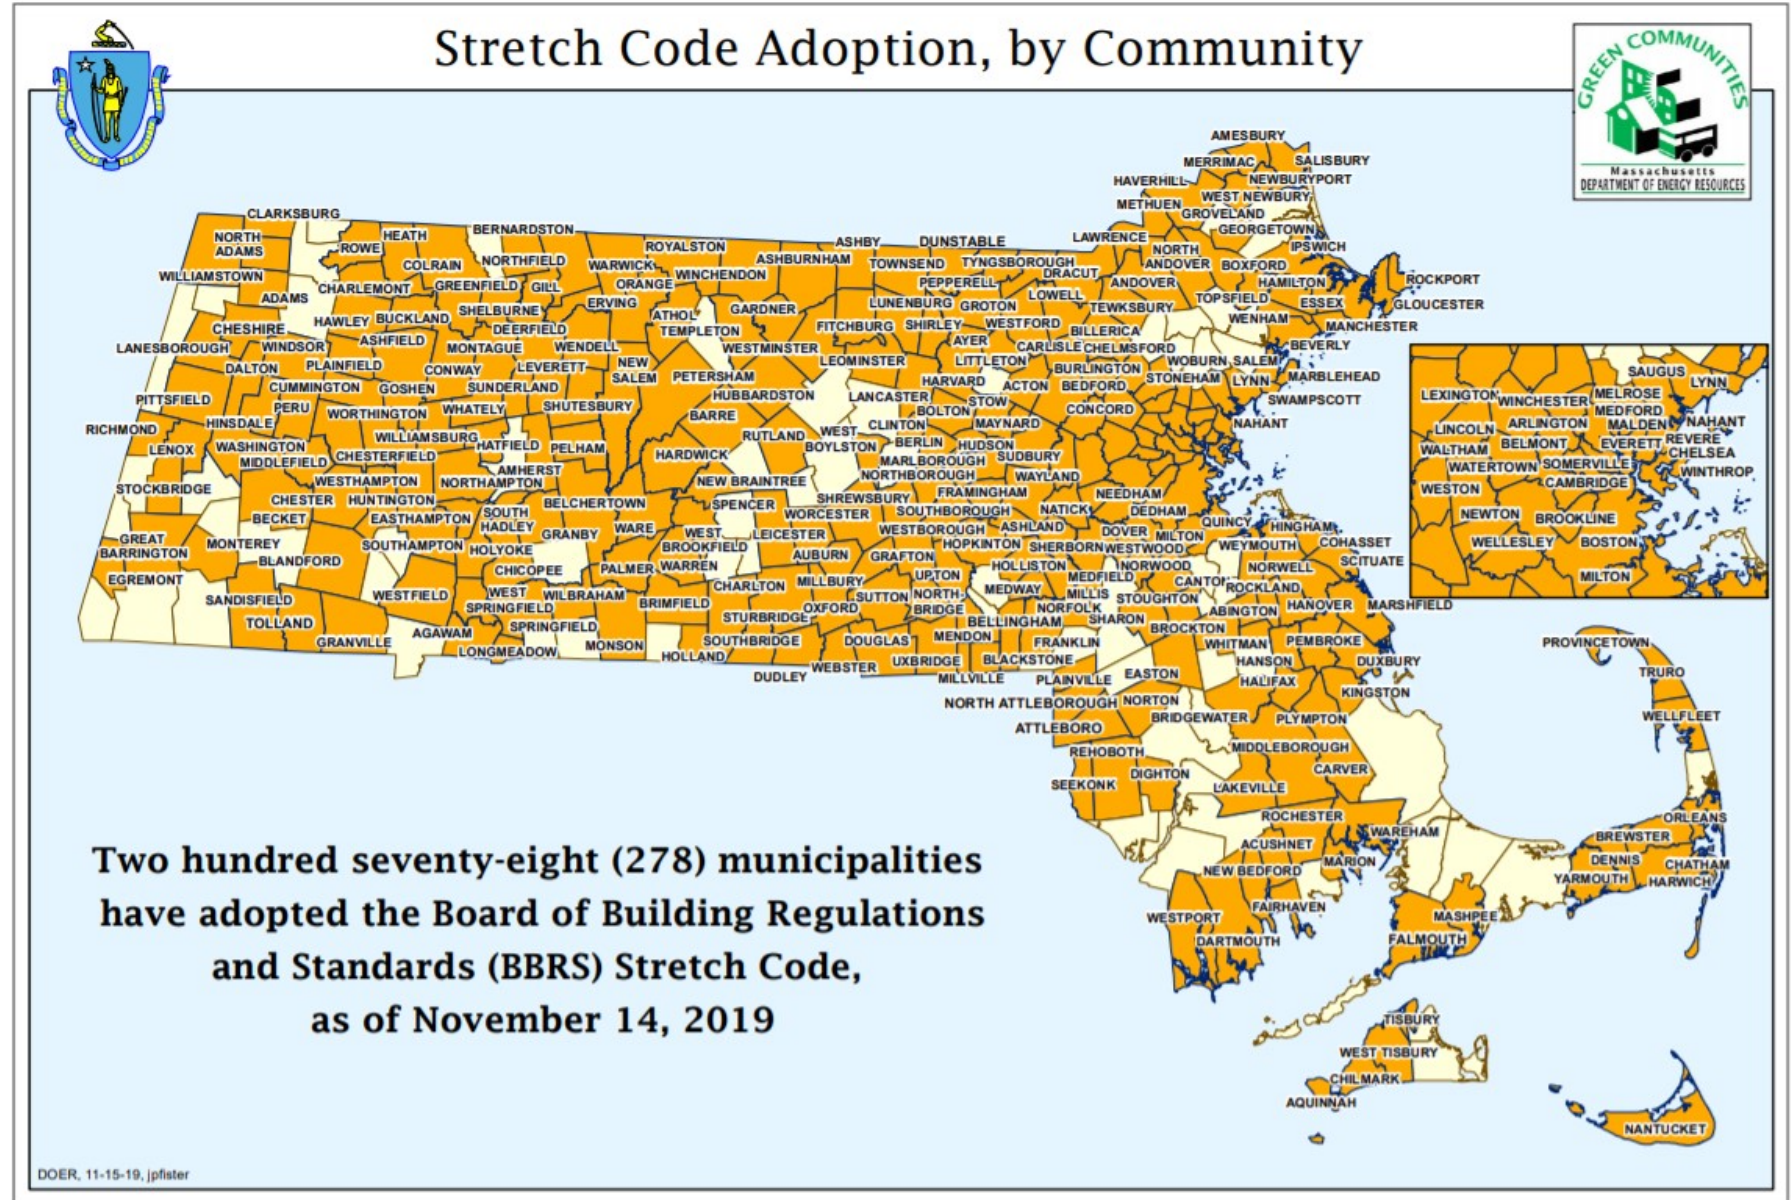 Stretch Code Adoption, by Community
GREEN COMMUNITIES
Massachusetts
DEPARTMENT OF ENERGY RESOURCES
AMESBURY
MERRIMAC
SALISBURY
HAVERHILL
NEWBURYPORT
WEST NEWBURY
METHUEN
GROVELAND
CLARKSBURG
BERNARDSTON
GEORGETOWN
NORTH
ADAMS
HEATH
ROWE
ROYALSTON
ASHBY
DUNSTABLE
LAWRENCE
NORTH
ANDOVER
IPSWICH
COLRAIN
NORTHFIELD
WARWICK
ASHBURNHAM
TOWNSEND
TYNGSBOROUGH
BOXFORD
WILLIAMSTOWN
WINCHENDON
DRACUT
CHARLEMONT
GREENFIELD
GILL
ORANGE
PEPPERELL
ANDOVER
HAMILTON
ROCKPORT
ADAMS
ERVING
LUNENBURG
GROTON
LOWELL
TEWKSBURY
TOPSFIELD
ESSEX
GLOUCESTER
SHELBURNE
ATHOL
GARDNER
HAWLEY
BUCKLAND
DEERFIELD
TEMPLETON
FITCHBURG
SHIRLEY
WESTFORD
BILLERICA
WENHAM
MANCHESTER
CHESHIRE
ASHFIELD
LANESBOROUGH
WINDSOR
MONTAGUE
WENDELL
WESTMINSTER
AYER
CARLISLE
CHELMSFORD
BEVERLY
DALTON
PLAINFIELD
CONWAY
LEVERETT
NEW
SALEM
LEOMINSTER
LITTLETON
BURLINGTON
WOBURN
SALEM
CUMMINGTON
GOSHEN
SUNDERLAND
PETERSHAM
HARVARD
ACTON
BEDFORD
STONEHAM
LYNN
MARBLEHEAD
PITTSFIELD
PERU
WORTHINGTON
WHATELY
SHUTESBURY
HUBBARDSTON
LANCASTER
STOW
SWAMPSCOTT
BARRE
BOLTON
CONCORD
RICHMOND
HINSDALE
CLINTON
MAYNARD
NAHANT
WILLIAMSBURG
RUTLAND
WEST
BOYLSTON
BERLIN
HUDSON
LENOX
WASHINGTON
HATFIELD
PELHAM
CHESTERFIELD
HARDWICK
SUDBURY
MIDDLEFIELD
MARLBOROUGH
AMHERST
NORTHBOROUGH
WAYLAND
WESTHAMPTON
NORTHAMPTON
NEW BRAINTREE
STOCKBRIDGE
FRAMINGHAM
NEEDHAM
CHESTER
HUNTINGTON
BELCHERTOWN
SPENCER
SHREWSBURY
SOUTHBOROUGH
NATICK
DEDHAM
SOUTH
HADLEY
WORCESTER
BECKET
EASTHAMPTON
WARE
WEST
BROOKFIELD
LEICESTER
WESTBOROUGH
ASHLAND
DOVER
MILTON
QUINCY
HINGHAM
GREAT
BARRINGTON
MONTEREY
GRANBY
SOUTHAMPTON
HOLYOKE
HOPKINTON
SHERBORN
WESTWOOD
WEYMOUTH
COHASSET
BLANDFORD
AUBURN
GRAFTON
SCITUATE
CHICOPEE
PALMER
WARREN
HOLLISTON
NORWOOD
NORWELL
EGREMONT
CHARLTON
MILLBURY
UPTON
MEDWAY
MEDFIELD
CANTON
ROCKLAND
SANDISFIELD
WESTFIELD
WEST
SPRINGFIELD
WILBRAHAM
BRIMFIELD
SUTTON
NORTH-
BRIDGE
MILLIS
STOUGHTON
NORFOLK
ABINGTON
HANOVER
MARSHFIELD
STURBRIDGE
OXFORD
BELLINGHAM
SHARON
TOLLAND
SPRINGFIELD
BROCKTON
GRANVILLE
AGAWAM
MONSON
SOUTHBRIDGE
DOUGLAS
MENDON
FRANKLIN
WHITMAN
PEMBROKE
LONGMEADOW
HOLLAND
UXBRIDGE
BLACKSTONE
HANSON
DUXBURY
WEBSTER
DUDLEY
MILLVILLE
PLAINVILLE
EASTON
HALIFAX
KINGSTON
NORTH ATTLEBOROUGH
NORTON
BRIDGEWATER
PLYMPTON
ATTLEBORO
REHOBOTH
MIDDLEBOROUGH
DIGHTON
CARVER
SEEKONK
LAKEVILLE
ROCHESTER
WAREHAM
ACUSHNET
MARION
NEW BEDFORD
FAIRHAVEN
WESTPORT
DARTMOUTH
MASHPEE
FALMOUTH
PROVINCETOWN
TRURO
WELLFLEET
ORLEANS
BREWSTER
DENNIS
CHATHAM
YARMOUTH
HARWICH
TISBURY
WEST TISBURY
CHILMARK
AQUINNAH
NANTUCKET
SAUGUS
LYNN
LEXINGTON
WINCHESTER
MELROSE
MEDFORD
LINCOLN
ARLINGTON
MALDEN
NAHANT
BELMONT
EVERETT
REVERE
WALTHAM
CHELSEA
WATERTOWN
SOMERVILLE
WINTHROP
WESTON
CAMBRIDGE
NEWTON
BROOKLINE
WELLESLEY
BOSTON
MILTON
Two hundred seventy-eight (278) municipalities
have adopted the Board of Building Regulations
and Standards (BBRS) Stretch Code,
as of November 14, 2019
DOER, 11-15-19, jpfister